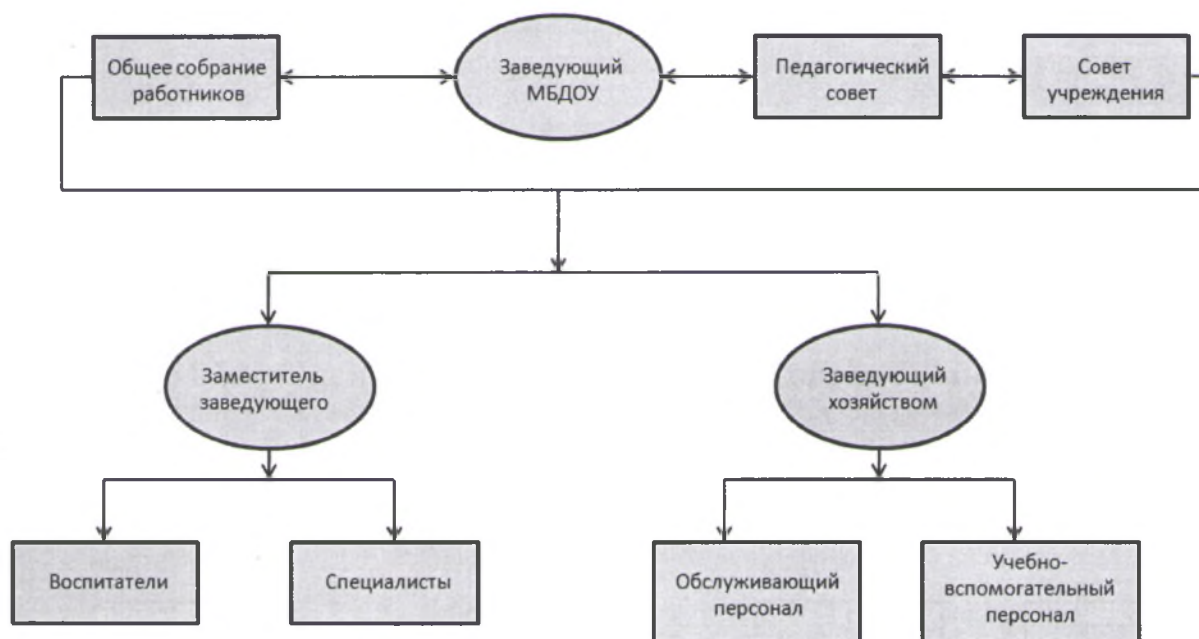 Общее собрание
работников
Заведующий
МБДОУ
Педагогический
совет
Совет
учреждения
Заместитель
заведующего
Заведующий
хозяйством
Воспитатели
Специалисты
Обслуживающий
персонал
Учебно-
вспомогательный
персонал